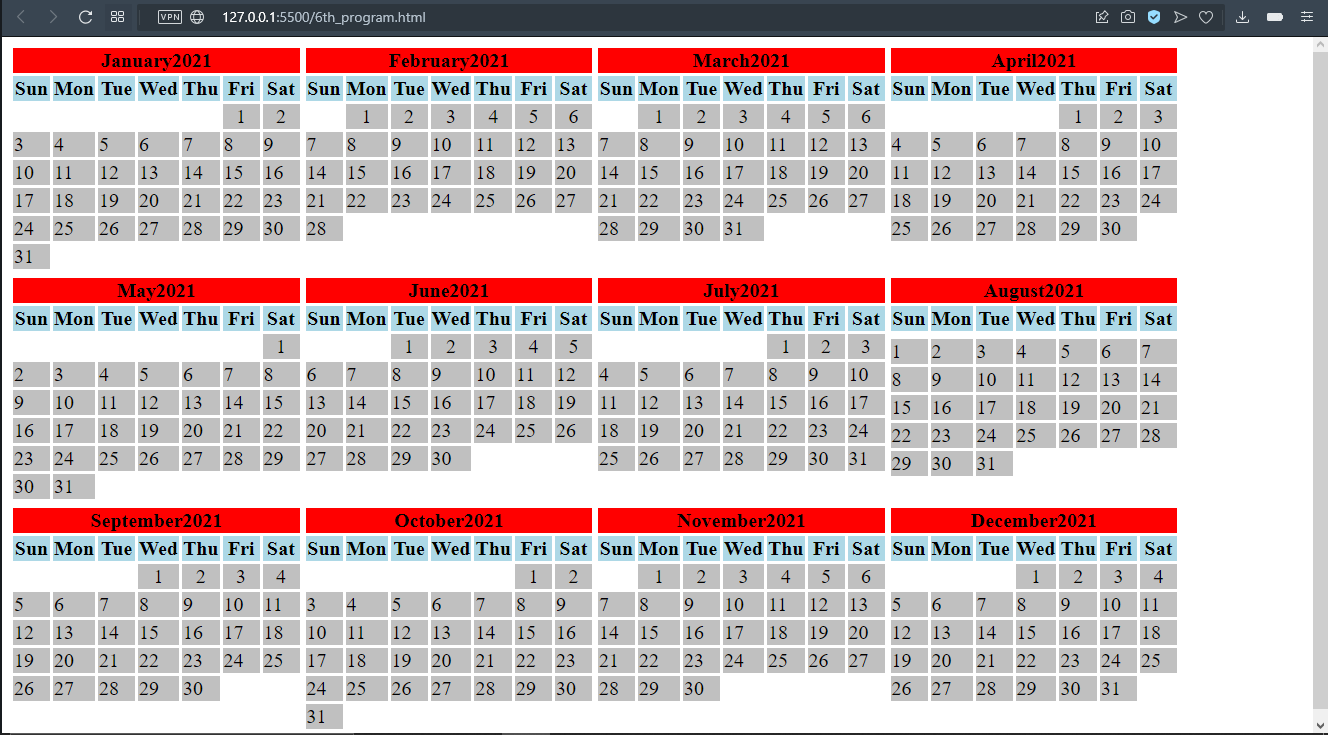 VPN 127.0.0.1:5500/6th_program.html
January2021 February2021 March2021 April2021
Sun Mon Tue Wed Thu Fri Sat Sun Mon Tue Wed Thu Fri Sat Sun Mon Tue Wed Thu Fri Sat Sun Mon Tue Wed Thu Fri Sat
1 2 1 2 3 4 5 6 1 2 3 4 5 6 1 2 3
3 4 5 6 7 8 9 7 8 9 10 11 12 13 7 8 9 10 11 12 13 4 5 6 7 8 9 10
10 11 12 13 14 15 16 14 15 16 17 18 19 20 14 15 16 17 18 19 20 11 12 13 14 15 16 17
17 18 19 20 21 22 23 21 22 23 24 25 26 27 21 22 23 24 25 26 27 18 19 20 21 22 23 24
24 25 26 27 28 29 30 28 28 29 30 31 25 26 27 28 29 30
31
May2021 June2021 July2021 August2021
Sun Mon Tue Wed Thu Fri Sat Sun Mon Tue Wed Thu Fri Sat Sun Mon Tue Wed Thu Fri Sat Sun Mon Tue Wed Thu Fri Sat
1 1 2 3 4 5 1 2 3 1 2 3 4 5 6 7
2 3 4 5 6 7 8 6 7 8 9 10 11 12 4 5 6 7 8 9 10 8 9 10 11 12 13 14
9 10 11 12 13 14 15 13 14 15 16 17 18 19 11 12 13 14 15 16 17 15 16 17 18 19 20 21
16 17 18 19 20 21 22 20 21 22 23 24 25 26 18 19 20 21 22 23 24 22 23 24 25 26 27 28
23 24 25 26 27 28 29 27 28 29 30 25 26 27 28 29 30 31 29 30 31
30 31
September2021 October2021 November2021 December2021
Sun Mon Tue Wed Thu Fri Sat Sun Mon Tue Wed Thu Fri Sat Sun Mon Tue Wed Thu Fri Sat Sun Mon Tue Wed Thu Fri Sat
1 2 3 4 1 2 1 2 3 4 5 6 1 2 3 4
5 6 7 8 9 10 11 3 4 5 6 7 8 9 7 8 9 10 11 12 13 5 6 7 8 9 10 11
12 13 14 15 16 17 18 10 11 12 13 14 15 16 14 15 16 17 18 19 20 12 13 14 15 16 17 18
19 20 21 22 23 24 25 17 18 19 20 21 22 23 21 22 23 24 25 26 27 19 20 21 22 23 24 25
26 27 28 29 30 24 25 26 27 28 29 30 28 29 30 26 27 28 29 30 31
31